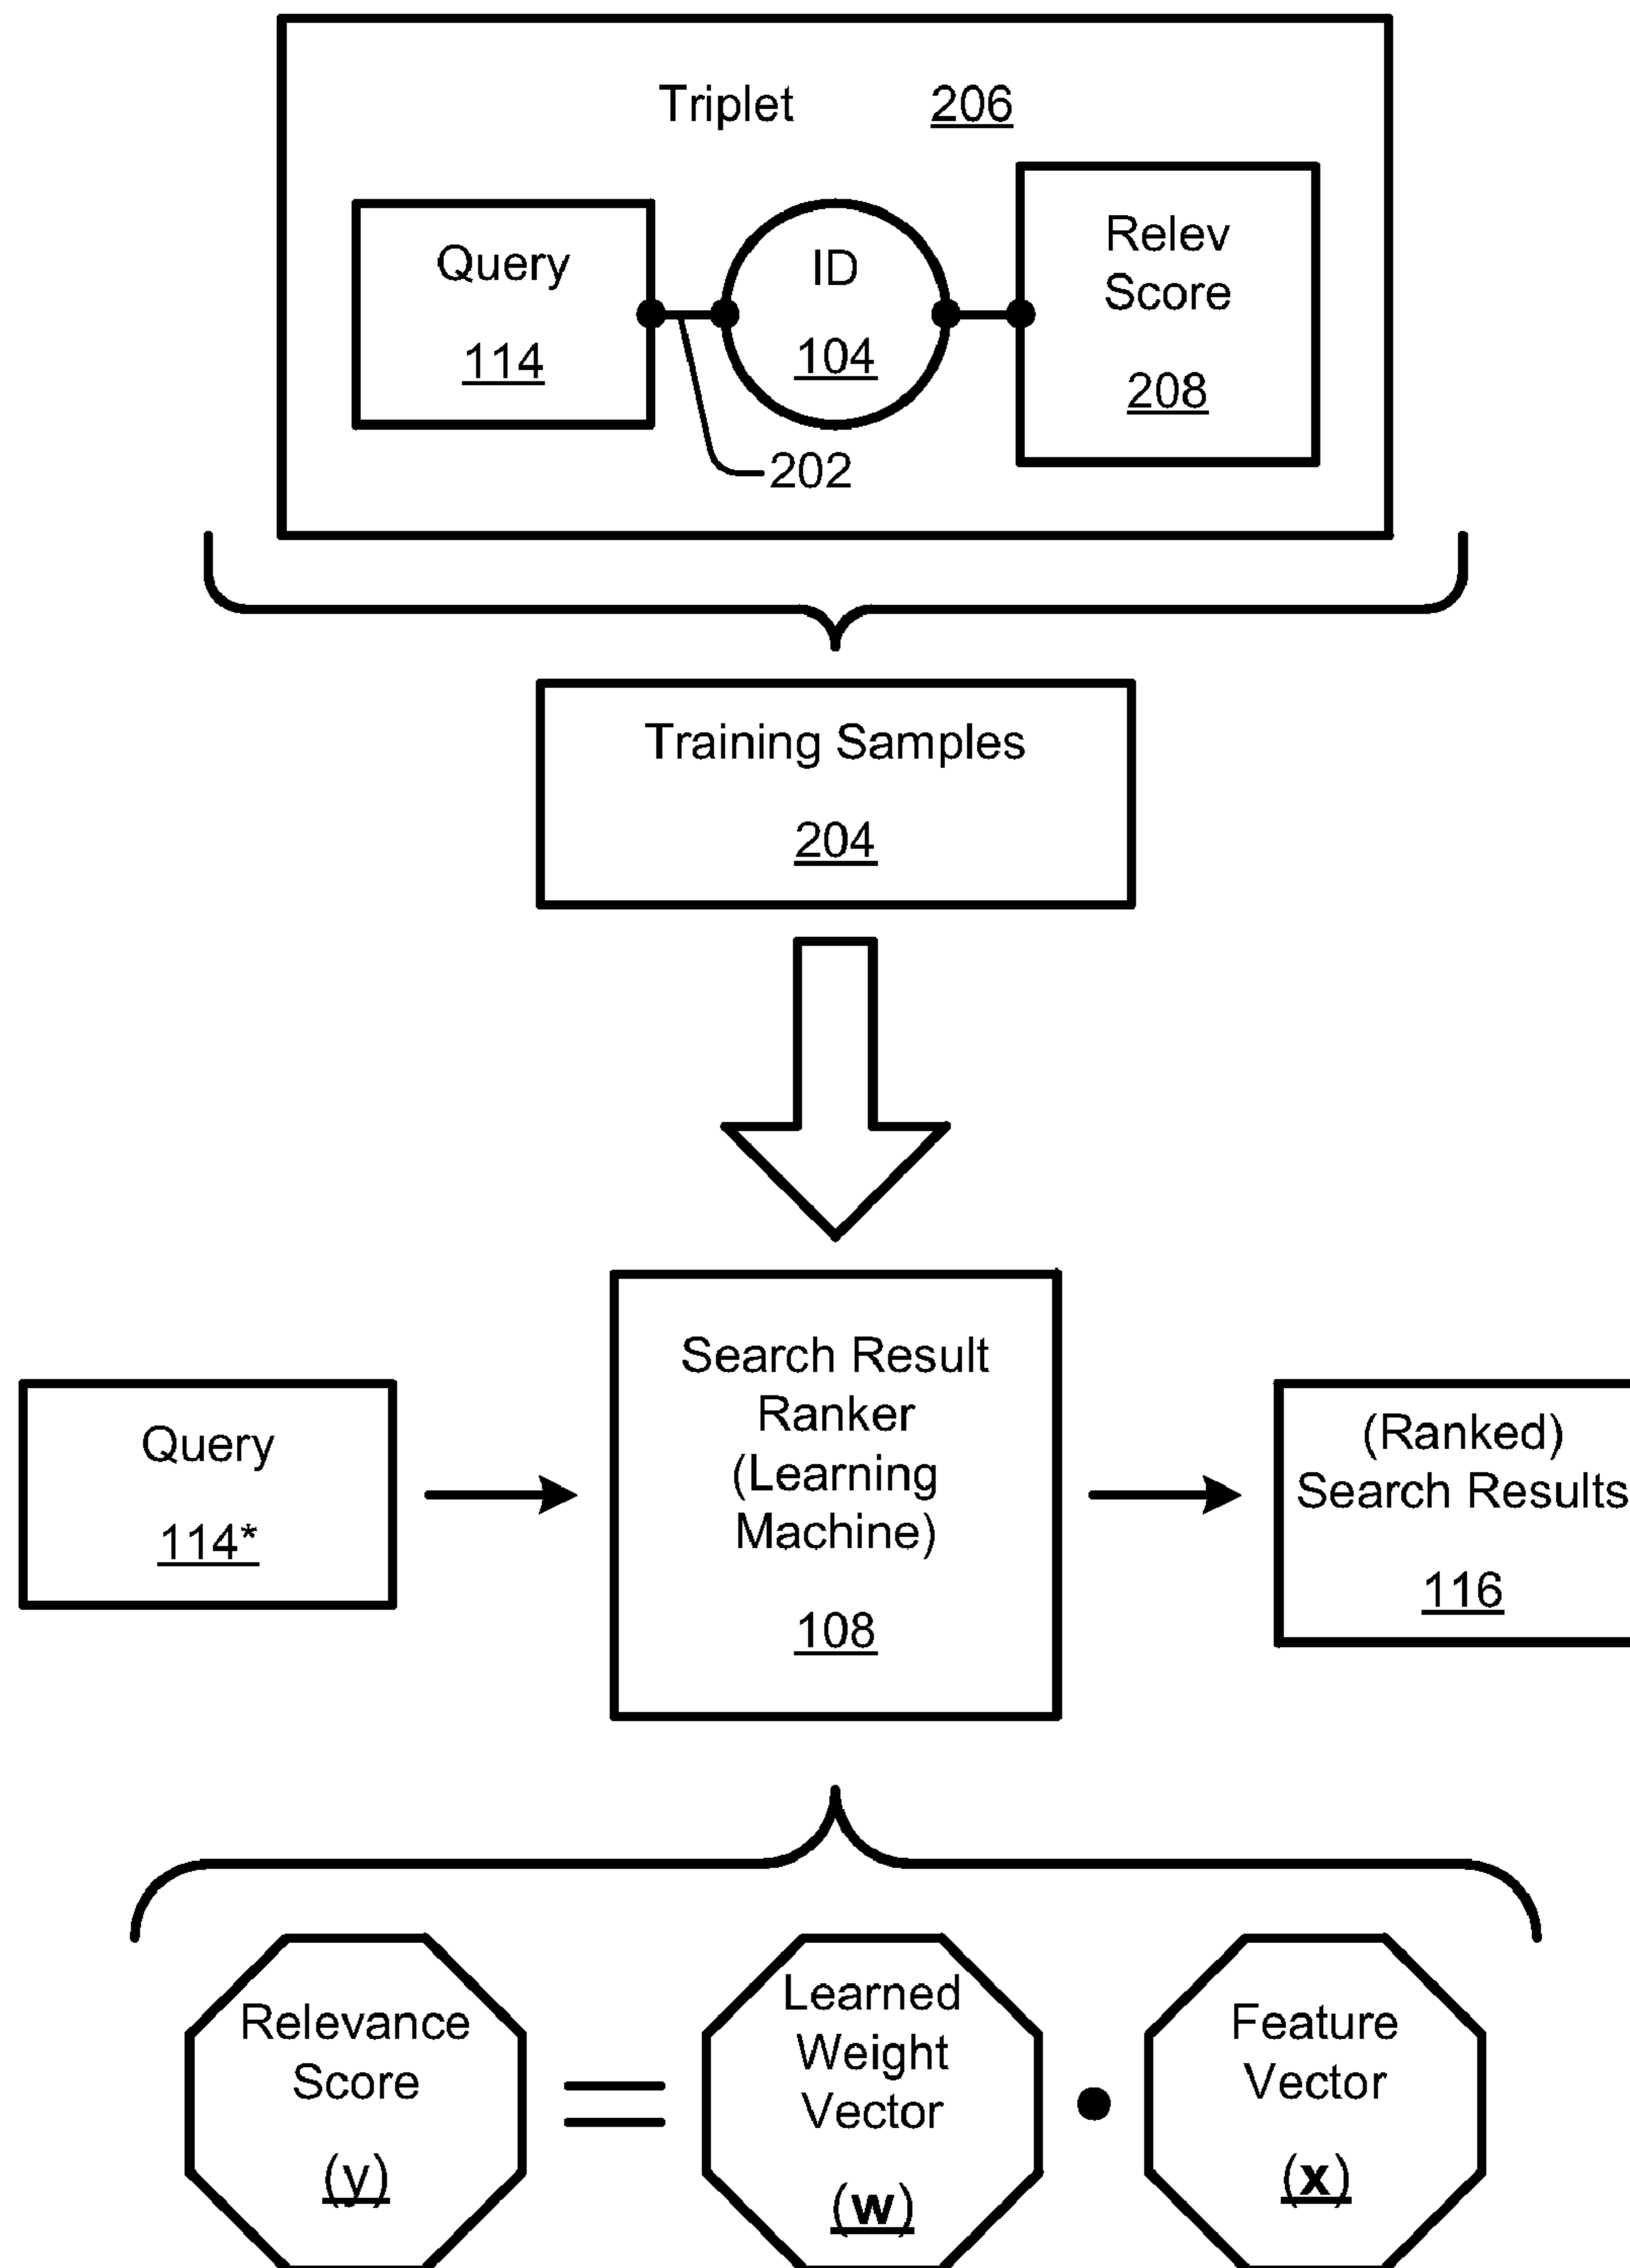 Triplet 206
Query
114
ID
104
Relev
Score
208
202
Training Samples
204
Query
114*
Search Result
Ranker
(Learning
Machine)
108
(Ranked)
Search Results
116
Relevance
Score
(y)
=
Learned
Weight
Vector
(w)
•
Feature
Vector
(x)